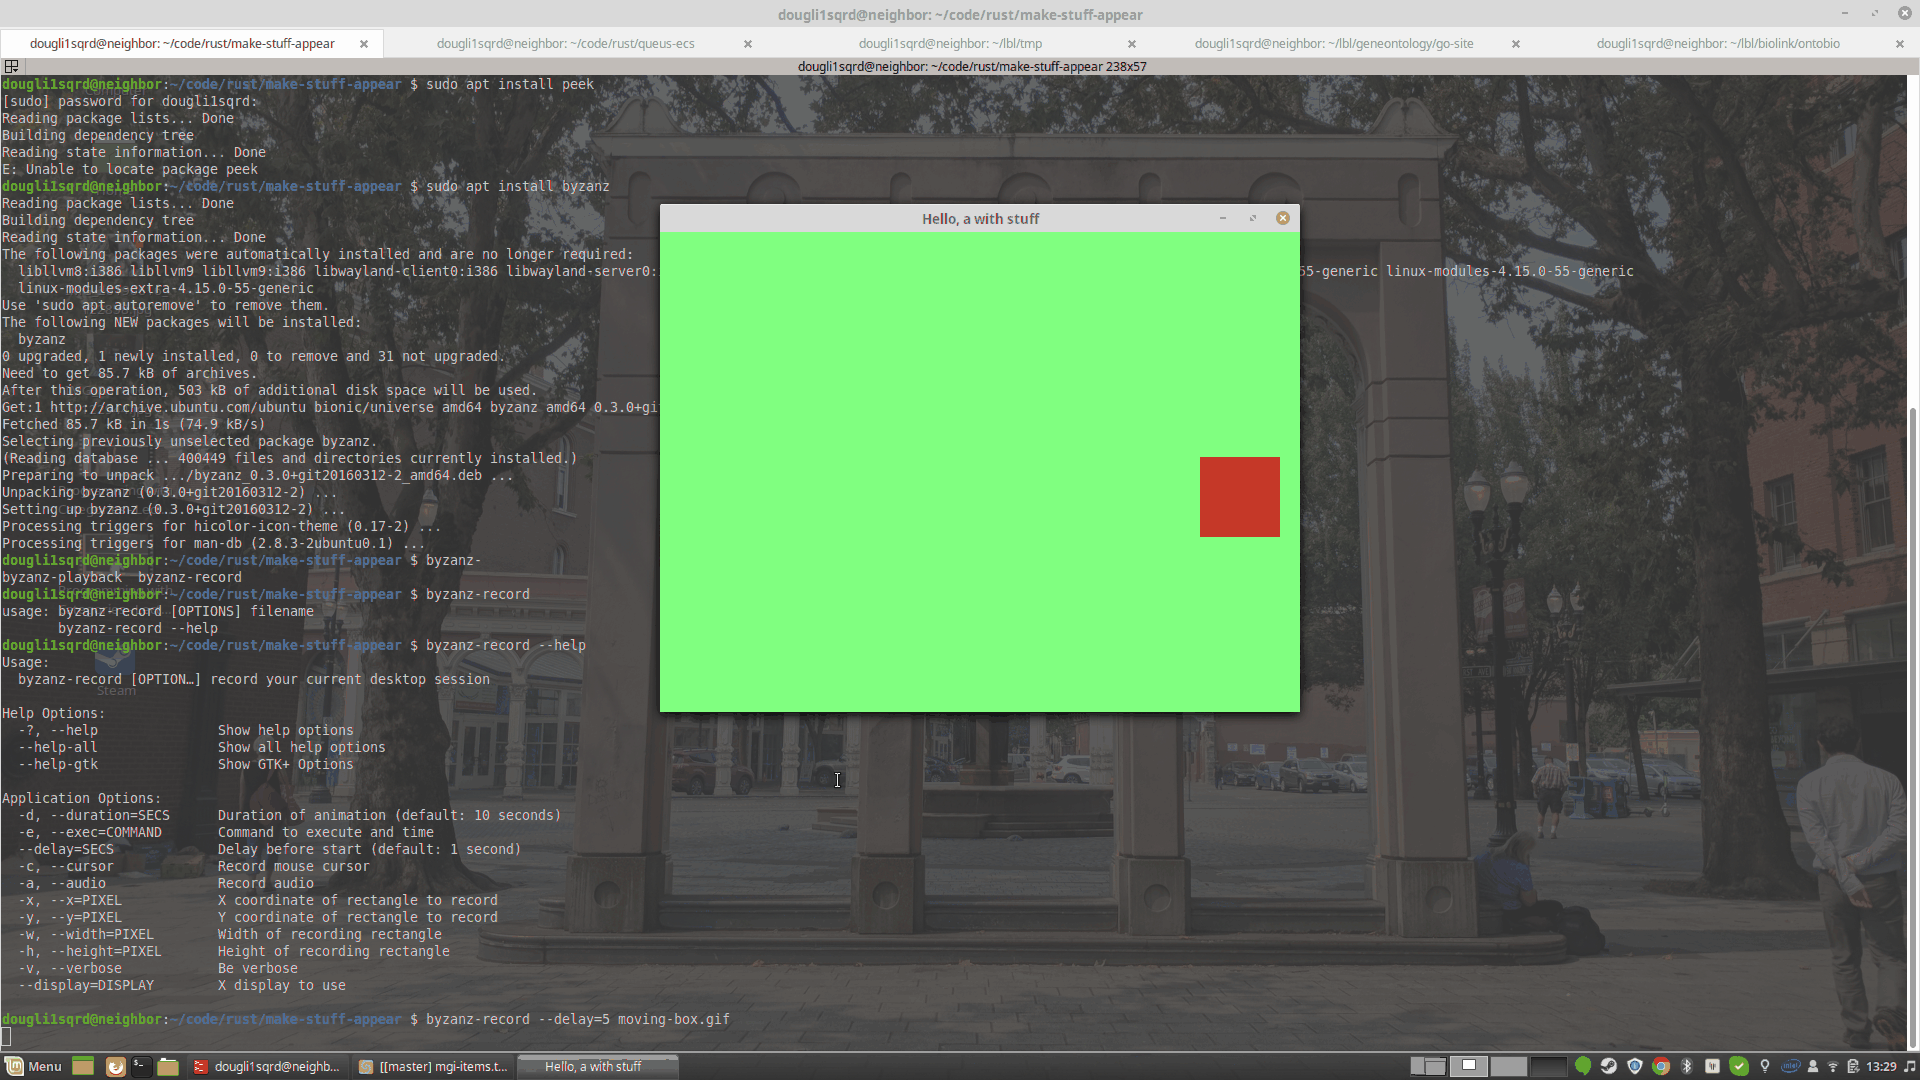 dougli1sqrd@neighbor: ~/code/rust/make-stuff-appear
dougli1sqrd@neighbor: ~/code/rust/make-stuff-appear
dougli1sqrd@neighbor: ~/code/rust/queus-ecs
dougli1sqrd@neighbor: ~/lbl/tmp
dougli1sqrd@neighbor: ~/lbl/geneontology/go-site
dougli1sqrd@neighbor: ~/lbl/biolink/ontobio
dougli1sqrd@neighbor: ~/code/rust/make-stuff-appear 238x57
dougli1sqrd@neighbor:~/code/rust/make-stuff-appear $ sudo apt install peek
[sudo] password for dougli1sqrd:
Reading package lists... Done
Building dependency tree
Reading state information... Done
E: Unable to locate package peek
dougli1sqrd@neighbor:~/code/rust/make-stuff-appear $ sudo apt install byzanz
Reading package lists... Done
Building dependency tree
Reading state information... Done
The following packages were automatically installed and are no longer required:
  libllvm8:i386 libllvm9 libllvm9:i386 libwayland-client0:i386 libwayland-server0: 55-generic linux-modules-4.15.0-55-generic
  linux-modules-extra-4.15.0-55-generic
Use 'sudo apt autoremove' to remove them.
The following NEW packages will be installed:
  byzanz
0 upgraded, 1 newly installed, 0 to remove and 31 not upgraded.
Need to get 85.7 kB of archives.
After this operation, 503 kB of additional disk space will be used.
Get:1 http://archive.ubuntu.com/ubuntu bionic/universe amd64 byzanz amd64 0.3.0+gi
Fetched 85.7 kB in 1s (74.9 kB/s)
Selecting previously unselected package byzanz.
(Reading database ... 400449 files and directories currently installed.)
Preparing to unpack .../byzanz_0.3.0+git20160312-2_amd64.deb ...
Unpacking byzanz (0.3.0+git20160312-2) ...
Setting up byzanz (0.3.0+git20160312-2) ...
Processing triggers for hicolor-icon-theme (0.17-2) ...
Processing triggers for man-db (2.8.3-2ubuntu0.1) ...
dougli1sqrd@neighbor:~/code/rust/make-stuff-appear $ byzanz-
byzanz-playback  byzanz-record
dougli1sqrd@neighbor:~/code/rust/make-stuff-appear $ byzanz-record
usage: byzanz-record [OPTIONS] filename
       byzanz-record --help
dougli1sqrd@neighbor:~/code/rust/make-stuff-appear $ byzanz-record --help
Usage:
  byzanz-record [OPTION…] record your current desktop session
Steam
Help Options:
  -?, --help               Show help options
  --help-all               Show all help options
  --help-gtk               Show GTK+ Options
Application Options:
  -d, --duration=SECS      Duration of animation (default: 10 seconds)
  -e, --exec=COMMAND       Command to execute and time
  --delay=SECS             Delay before start (default: 1 second)
  -c, --cursor             Record mouse cursor
  -a, --audio              Record audio
  -x, --x=PIXEL            X coordinate of rectangle to record
  -y, --y=PIXEL            Y coordinate of rectangle to record
  -w, --width=PIXEL        Width of recording rectangle
  -h, --height=PIXEL       Height of recording rectangle
  -v, --verbose            Be verbose
  --display=DISPLAY        X display to use
dougli1sqrd@neighbor:~/code/rust/make-stuff-appear $ byzanz-record --delay=5 moving-box.gif
Hello, a with stuff
Menu
dougli1sqrd@neighb...
[[master] mgi-items.t...
Hello, a with stuff
13:29